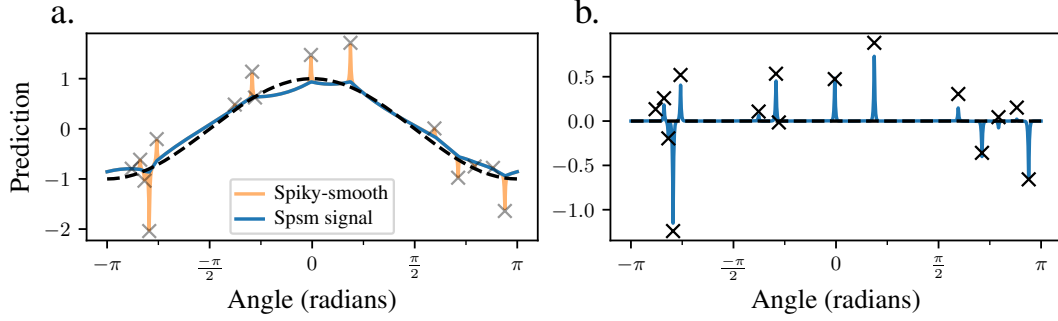 a.
Prediction
1
0
−1
−2
Spiky-smooth
Spsm signal
−π
−π/2
0
π/2
π
Angle (radians)
b.
0.5
0.0
−0.5
−1.0
−π
−π/2
0
π/2
π
Angle (radians)